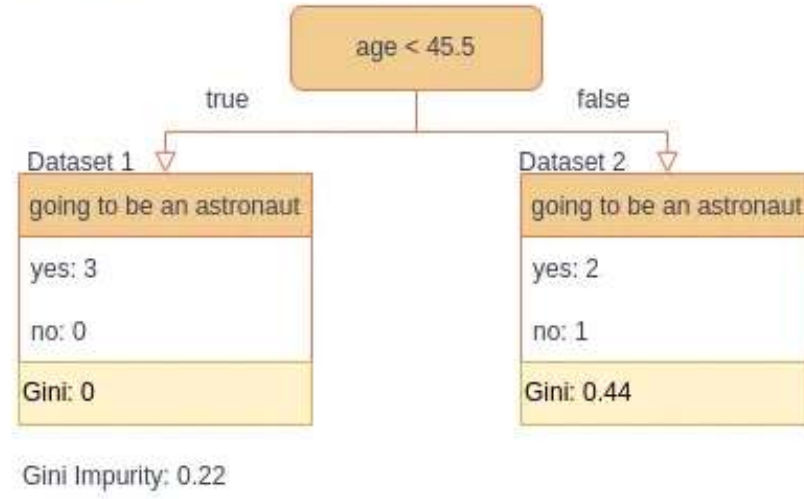 age < 45.5
true
false
Dataset 1
Dataset 2
going to be an astronaut
going to be an astronaut
yes: 3
yes: 2
no: 0
no: 1
Gini: 0
Gini: 0.44
Gini Impurity: 0.22